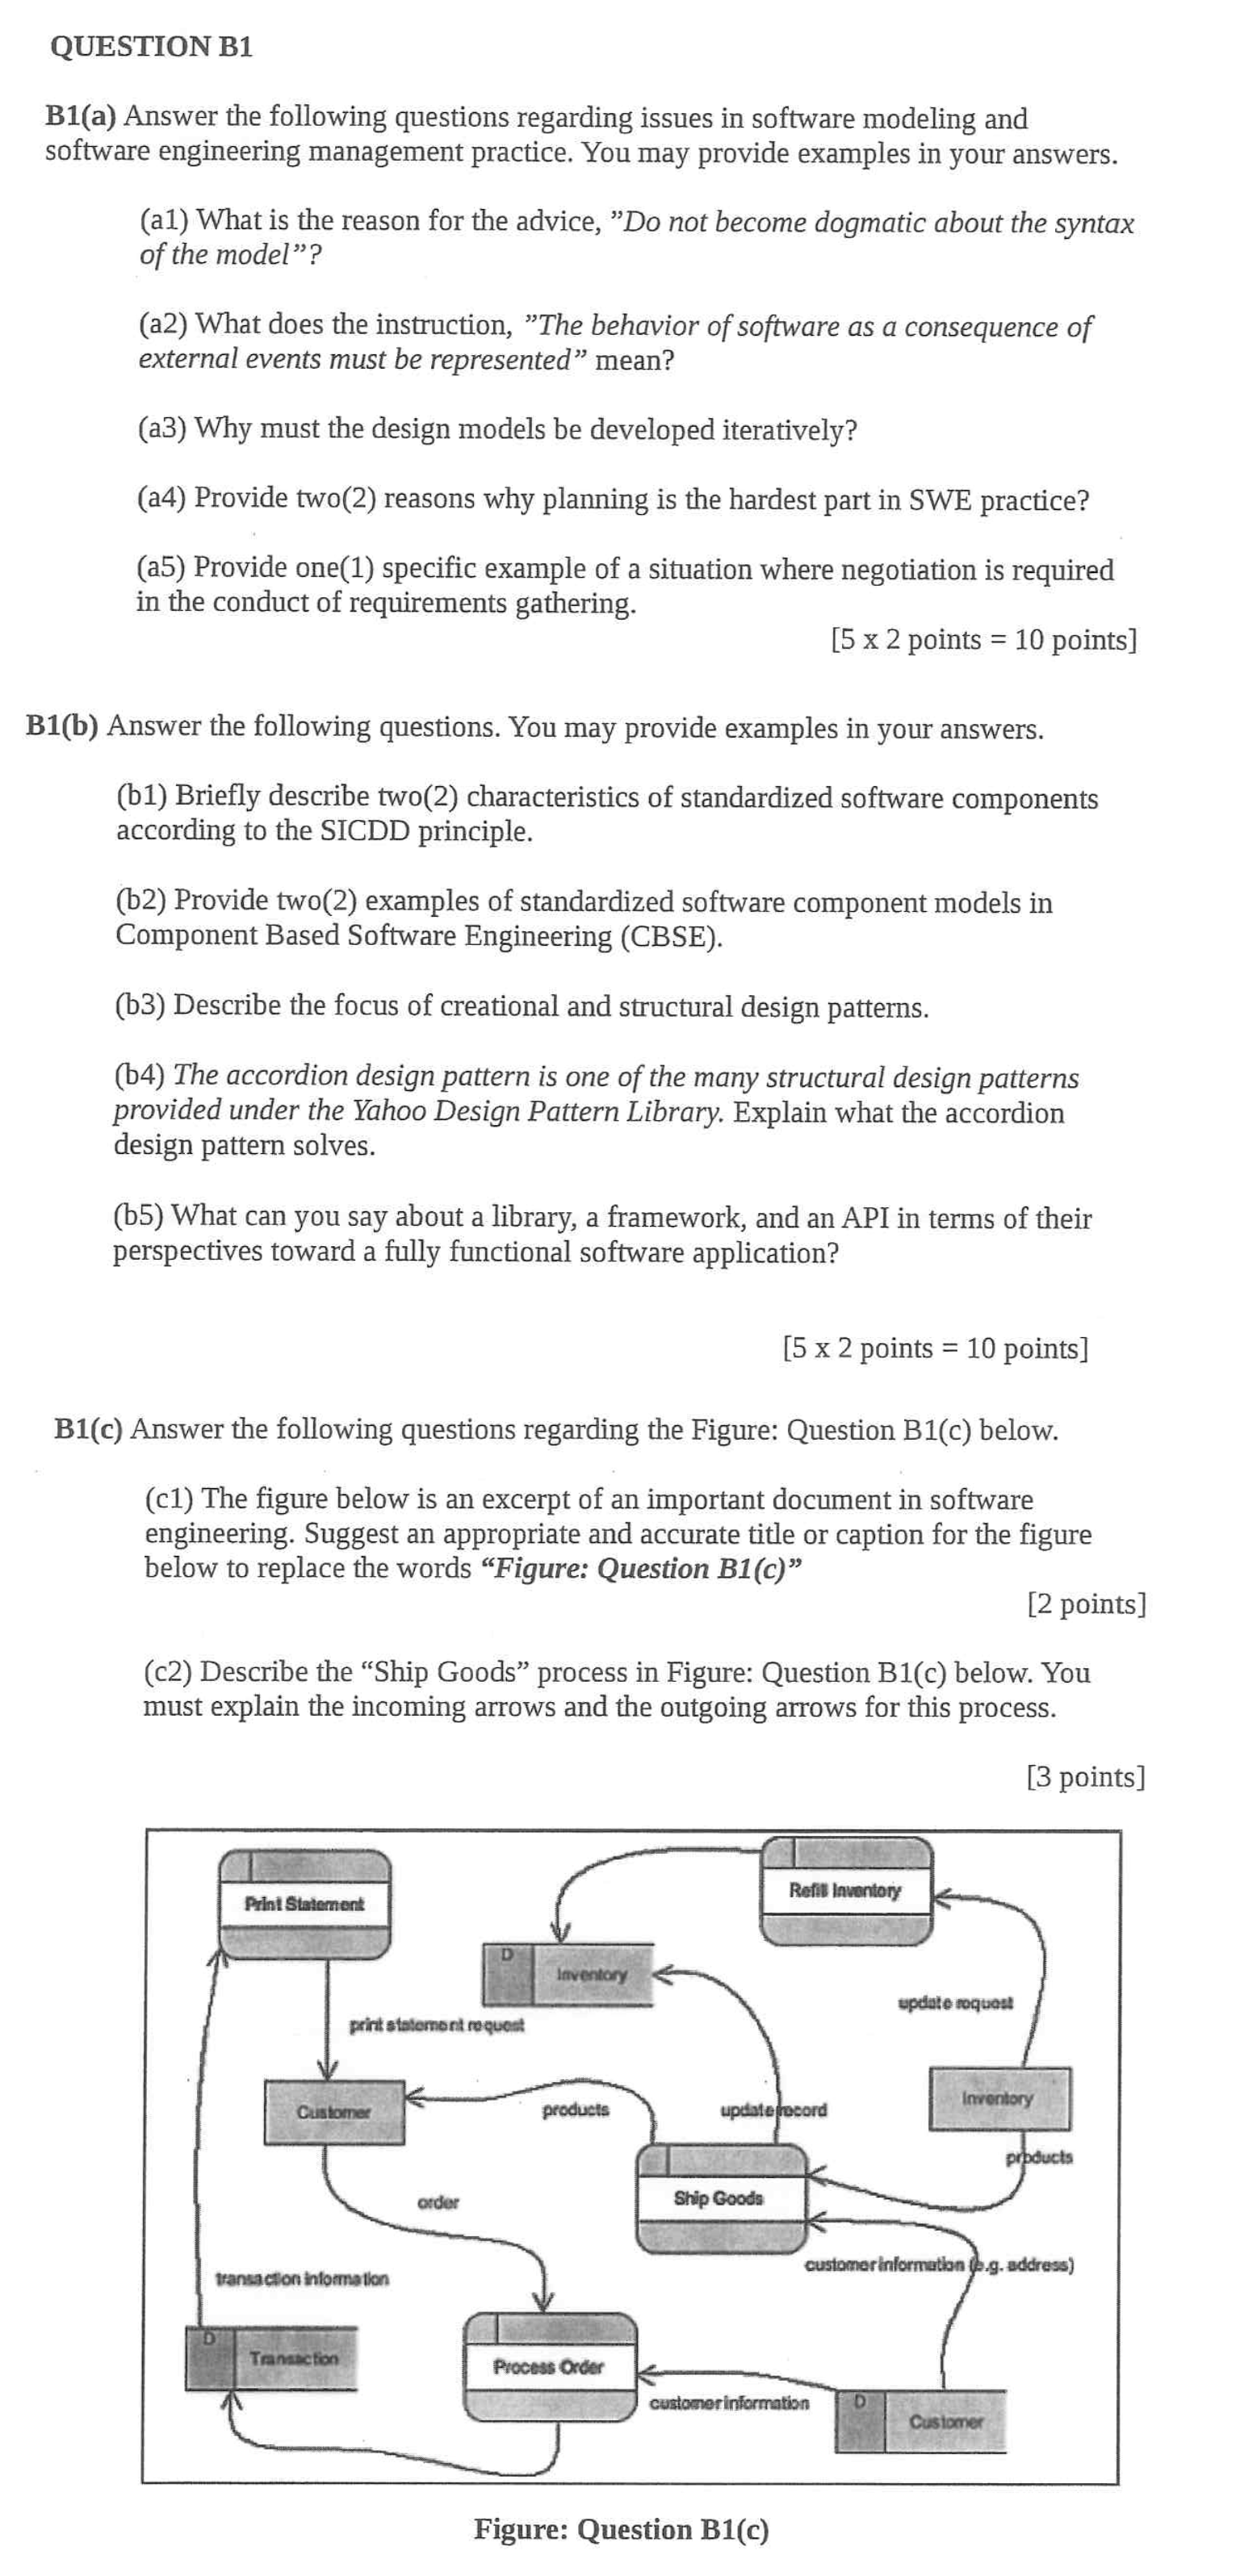 QUESTION B1
B1(a) Answer the following questions regarding issues in software modeling and
software engineering management practice. You may provide examples in your answers.
(a1) What is the reason for the advice, ”Do not become dogmatic about the syntax
of the model”?
(a2) What does the instruction, ”The behavior of software as a consequence of
external events must be represented” mean?
(a3) Why must the design models be developed iteratively?
(a4) Provide two(2) reasons why planning is the hardest part in SWE practice?
(a5) Provide one(1) specific example of a situation where negotiation is required
in the conduct of requirements gathering.
[5 x 2 points = 10 points]
B1(b) Answer the following questions. You may provide examples in your answers.
(b1) Briefly describe two(2) characteristics of standardized software components
according to the SICDD principle.
(b2) Provide two(2) examples of standardized software component models in
Component Based Software Engineering (CBSE).
(b3) Describe the focus of creational and structural design patterns.
(b4) The accordion design pattern is one of the many structural design patterns
provided under the Yahoo Design Pattern Library. Explain what the accordion
design pattern solves.
(b5) What can you say about a library, a framework, and an API in terms of their
perspectives toward a fully functional software application?
[5 x 2 points = 10 points]
B1(c) Answer the following questions regarding the Figure: Question B1(c) below.
(c1) The figure below is an excerpt of an important document in software
engineering. Suggest an appropriate and accurate title or caption for the figure
below to replace the words “Figure: Question B1(c)”
[2 points]
(c2) Describe the “Ship Goods” process in Figure: Question B1(c) below. You
must explain the incoming arrows and the outgoing arrows for this process.
[3 points]
Print Statement
Refill Inventory
D
Inventory
update request
print statement request
Customer
products
update record
Inventory
products
Ship Goods
order
customer information (e.g. address)
transaction information
D
Transaction
Process Order
customer information
D
Customer
Figure: Question B1(c)